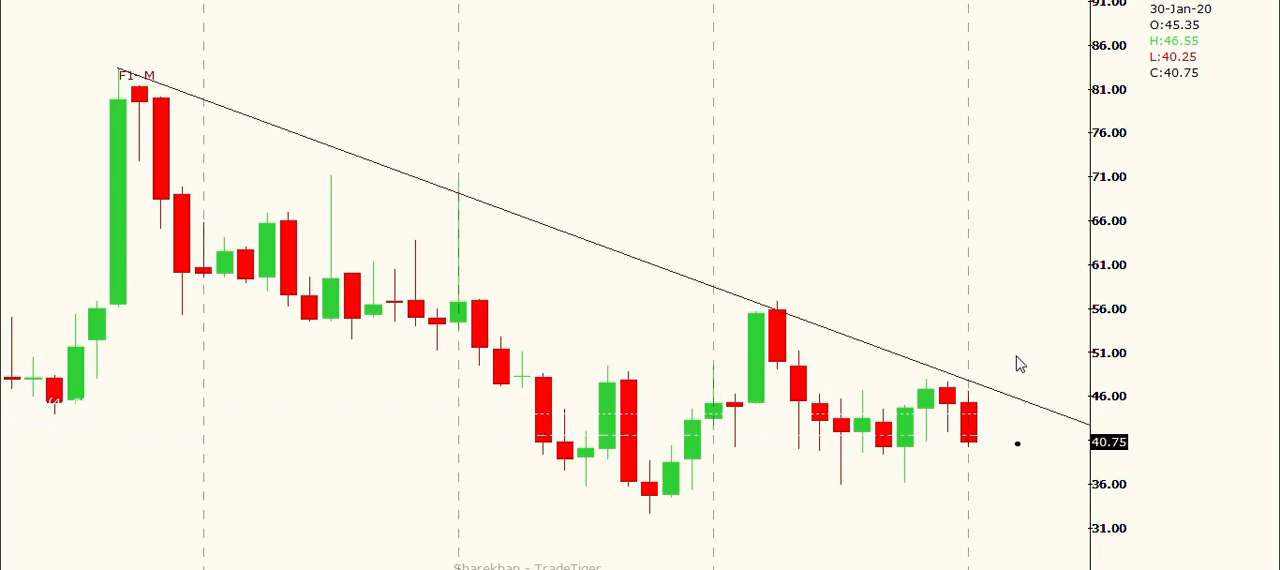 91.00
30-Jan-20
O:45.35
H:46.55
L:40.25
C:40.75
86.00
F1- M
81.00
76.00
71.00
66.00
61.00
56.00
51.00
46.00
40.75
36.00
31.00
Sharekhan - TradeTiger